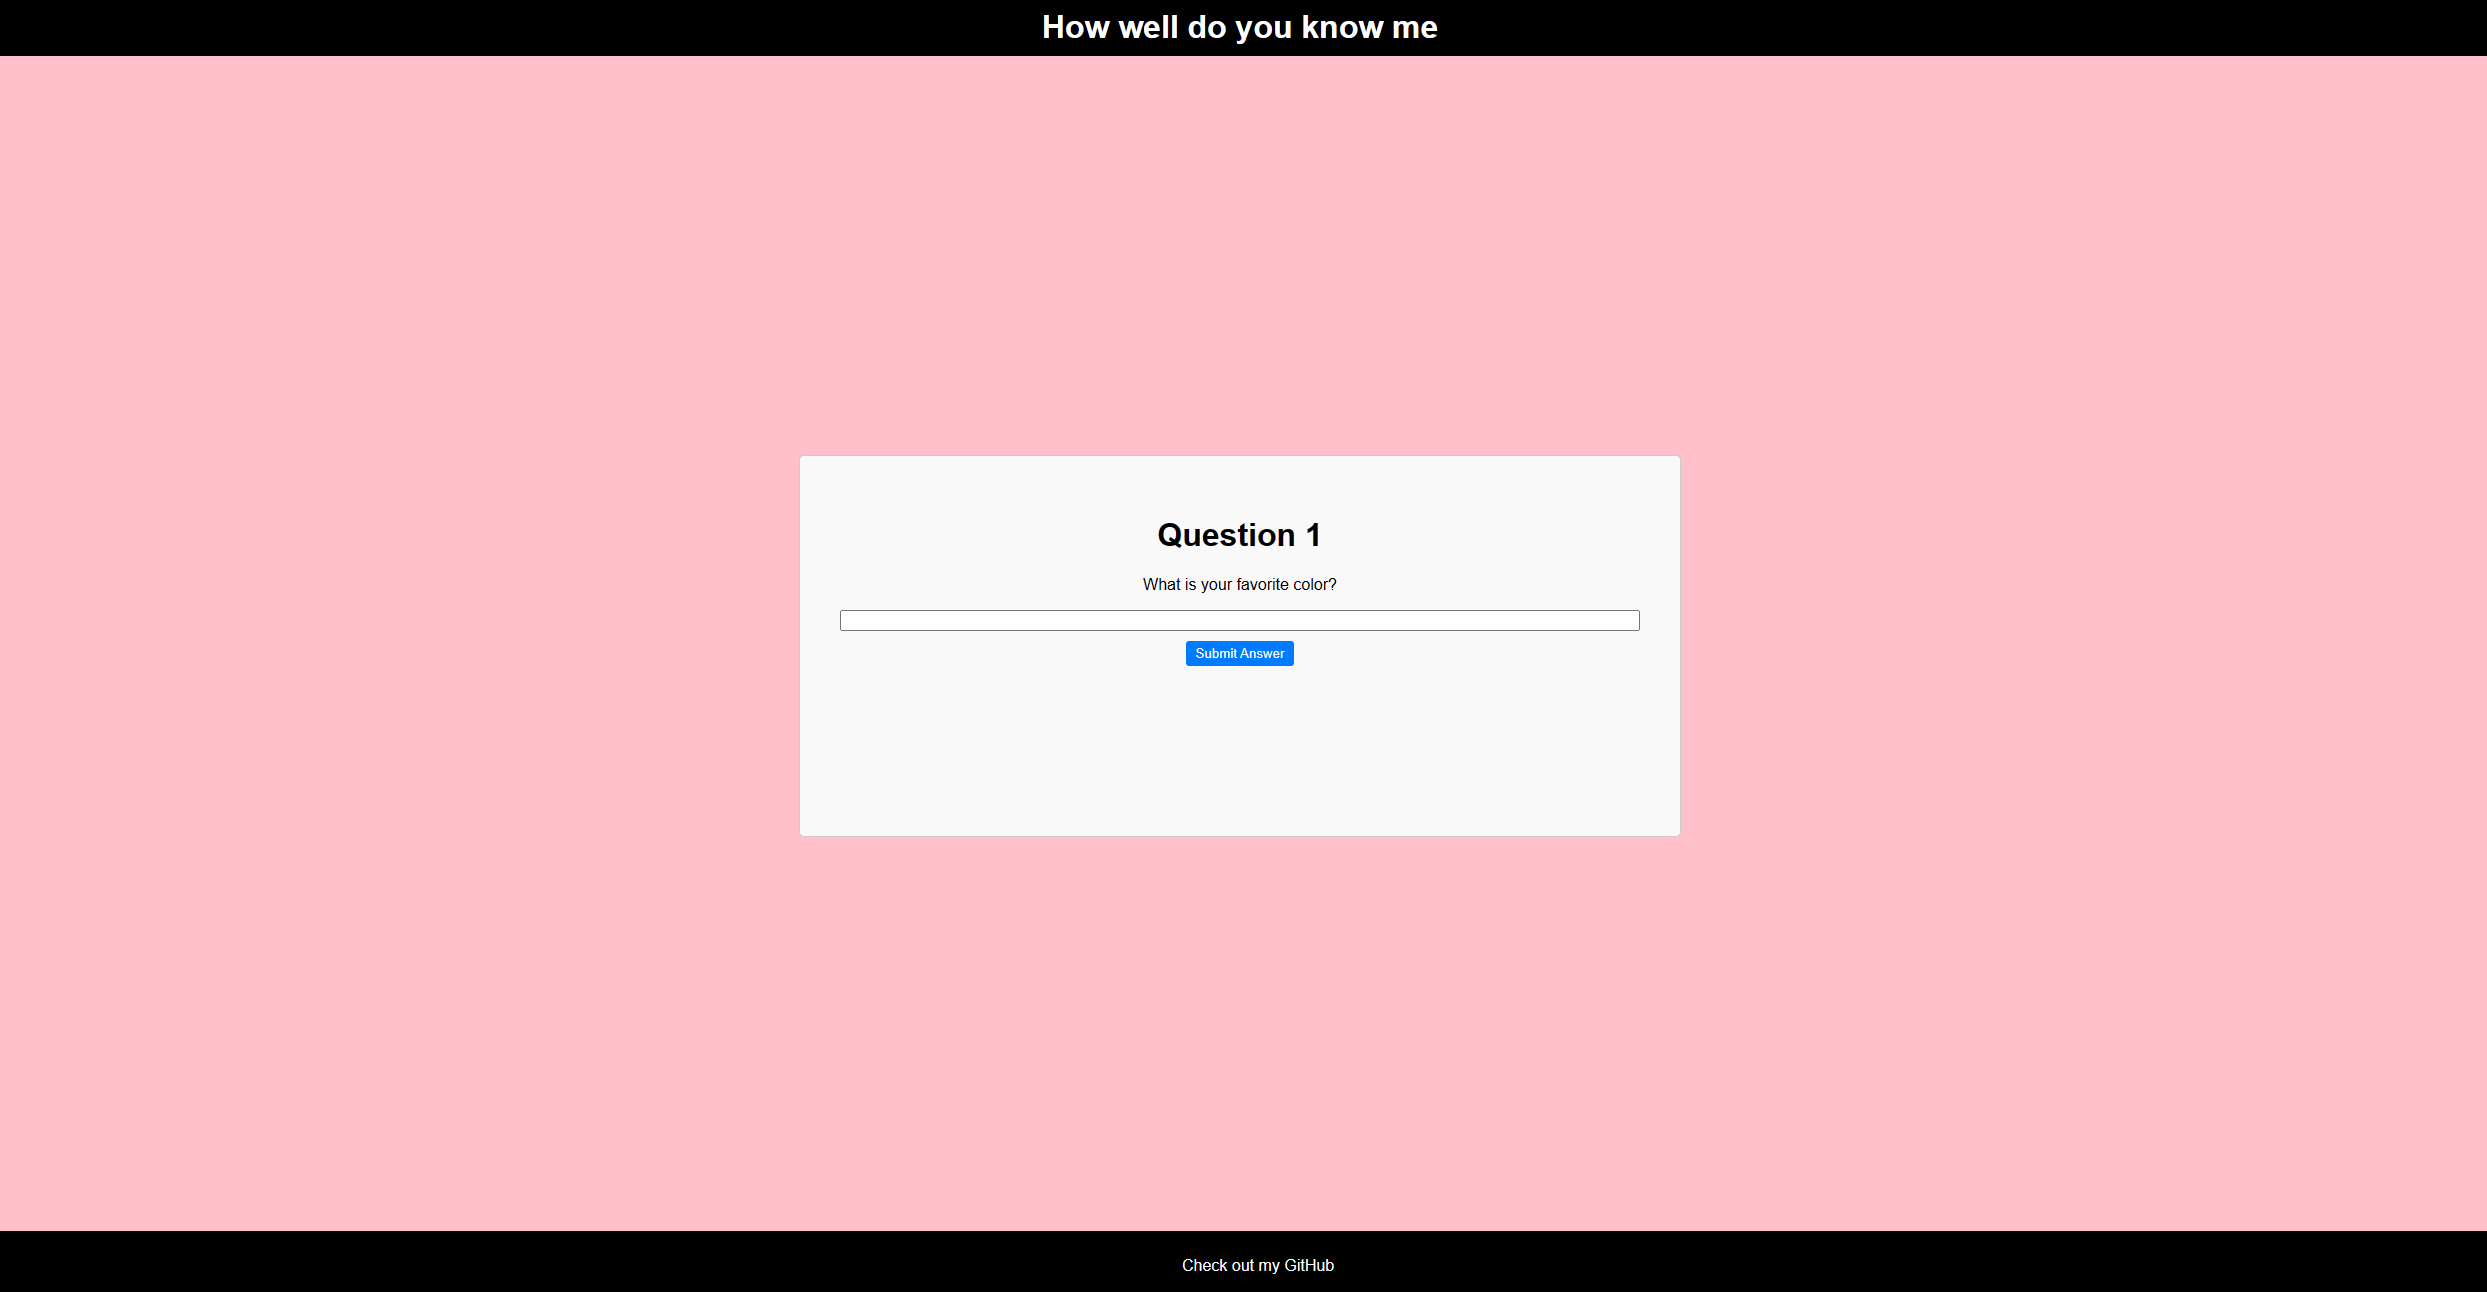 How well do you know me
Question 1
What is your favorite color?
Submit Answer
Check out my GitHub